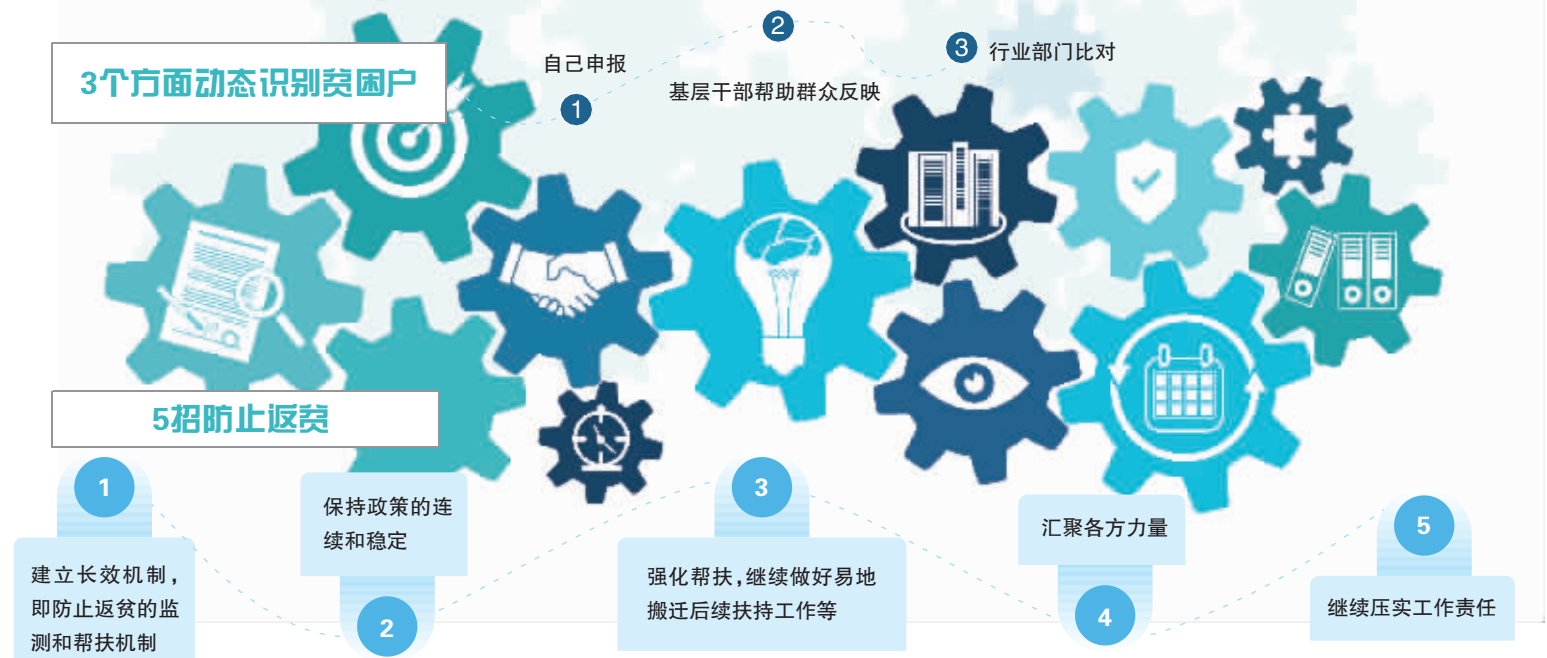 3个方面动态识别贫困户
1
自己申报
2
基层干部帮助群众反映
3
行业部门比对
5招防止返贫
1
建立长效机制，
即防止返贫的监
测和帮扶机制
2
保持政策的连
续和稳定
3
强化帮扶，继续做好易地
搬迁后续扶持工作等
4
汇聚各方力量
5
继续压实工作责任